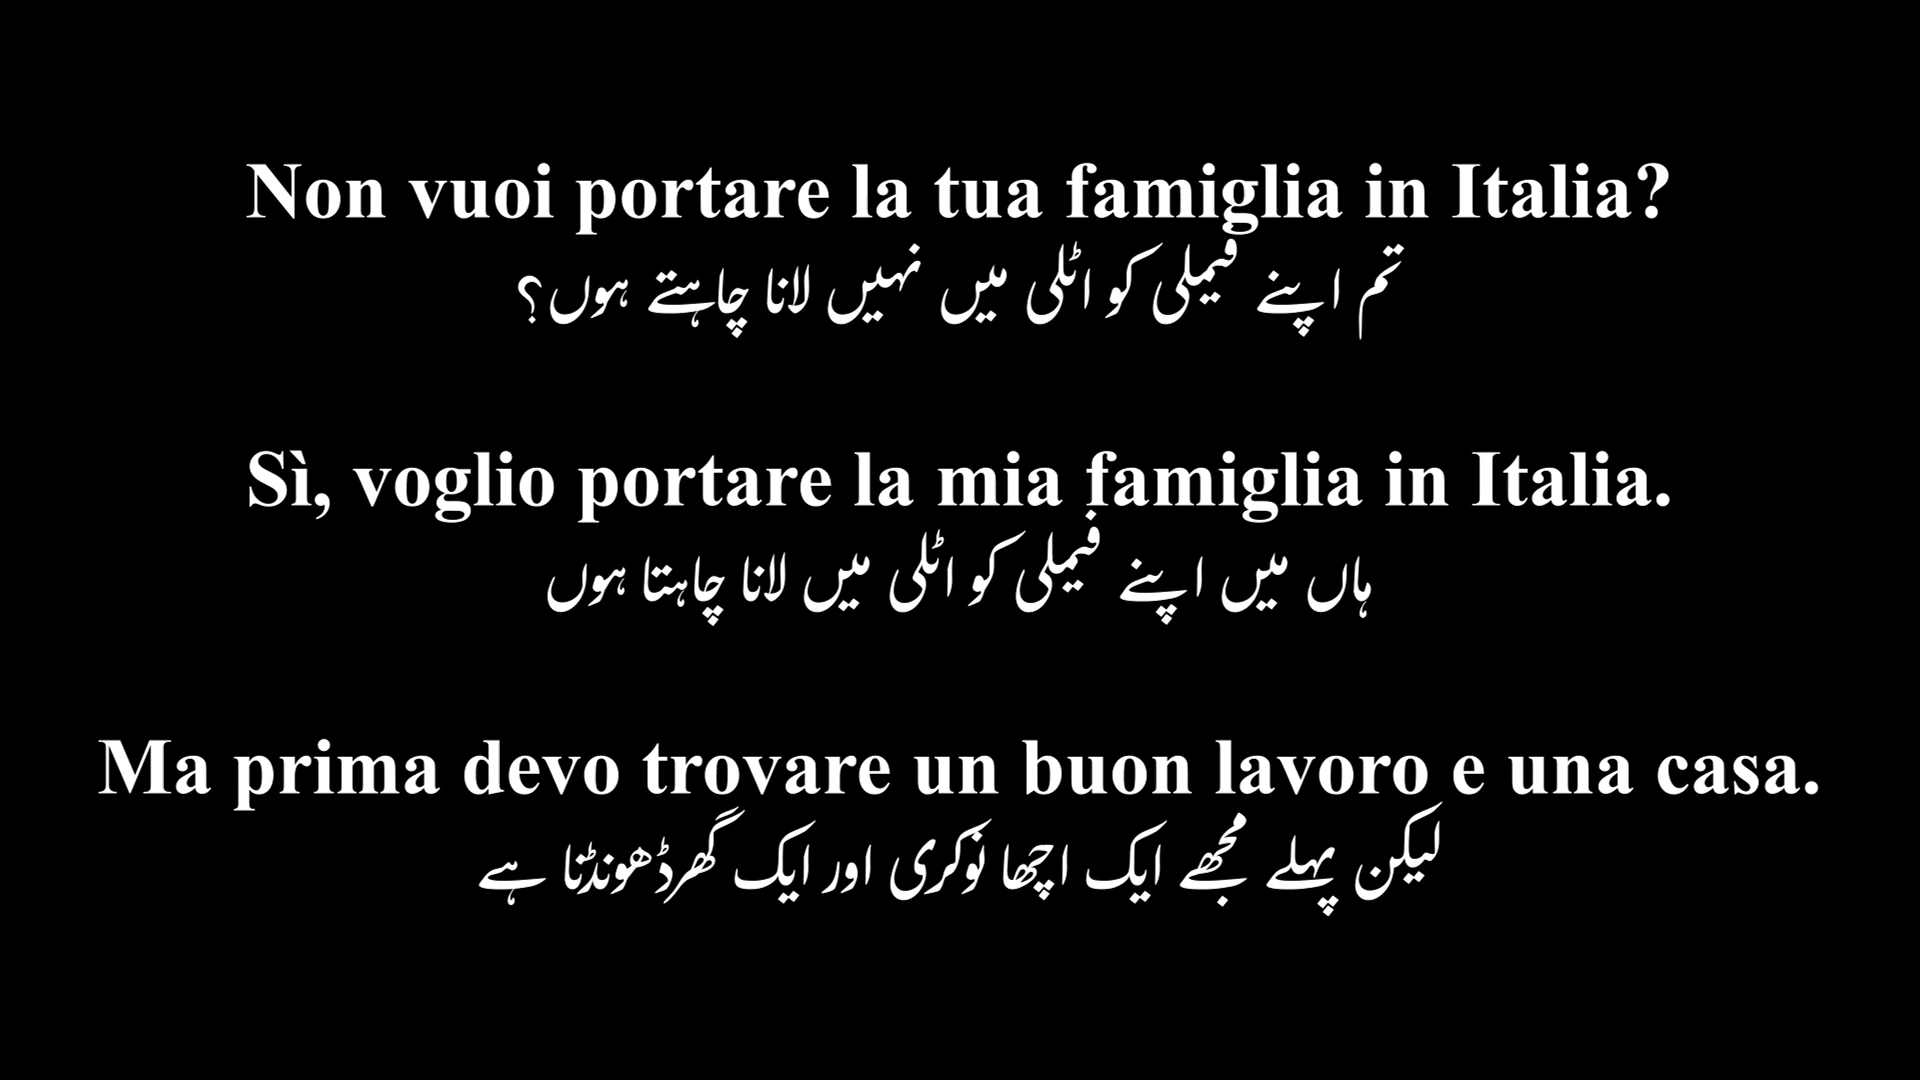 Non vuoi portare la tua famiglia in Italia?
تم اپنے فیملی کو اٹلی میں نہیں لانا چاہتے ہوں؟
Sì, voglio portare la mia famiglia in Italia.
ہاں میں اپنے فیملی کو اٹلی میں لانا چاہتا ہوں
Ma prima devo trovare un buon lavoro e una casa.
لیکن پہلے مجھے ایک اچھا نوکری اور ایک گھرڈھونڈنا ہے